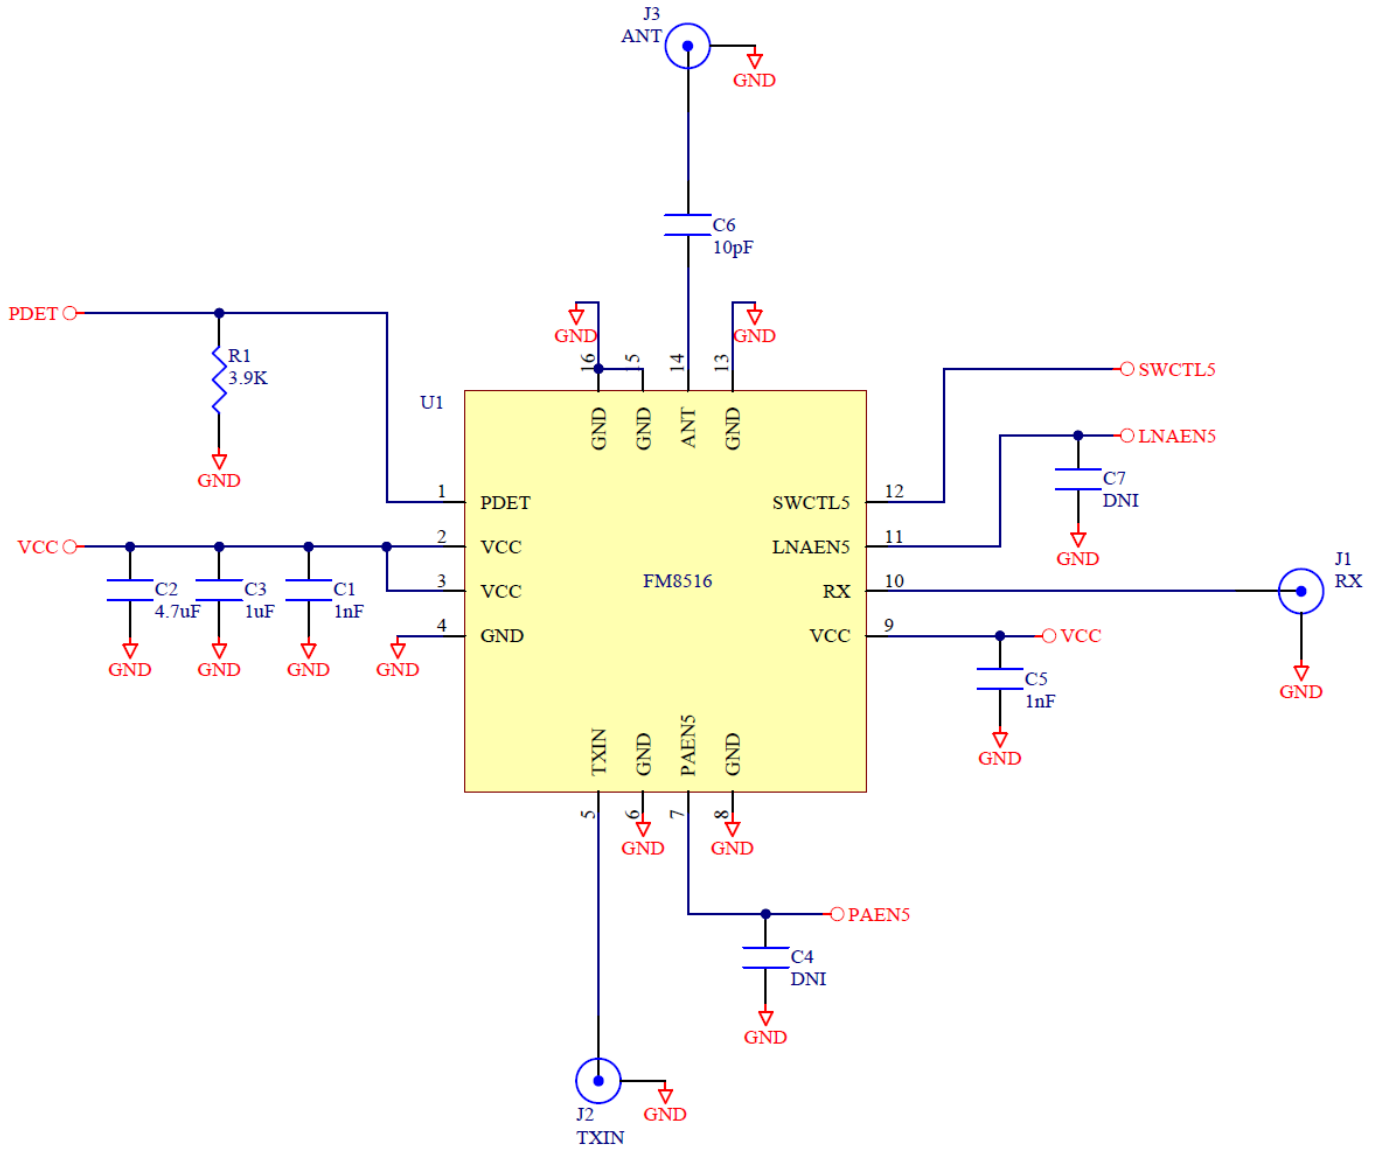 J3
ANT
GND
C6
10pF
PDET
R1
3.9K
GND
GND
GND
16
15
14
13
SWCTL5
LNAEN5
C7
DNI
GND
U1
GND
GND
ANT
GND
1
PDET
2
VCC
3
VCC
4
GND
FM8516
SWCTL5
12
LNAEN5
11
RX
10
VCC
9
VCC
C2
4.7uF
C3
1uF
C1
1nF
GND
GND
GND
GND
J1
RX
GND
VCC
C5
1nF
GND
TXIN
GND
PAEN5
GND
5
6
7
8
GND
GND
PAEN5
C4
DNI
GND
J2
TXIN
GND